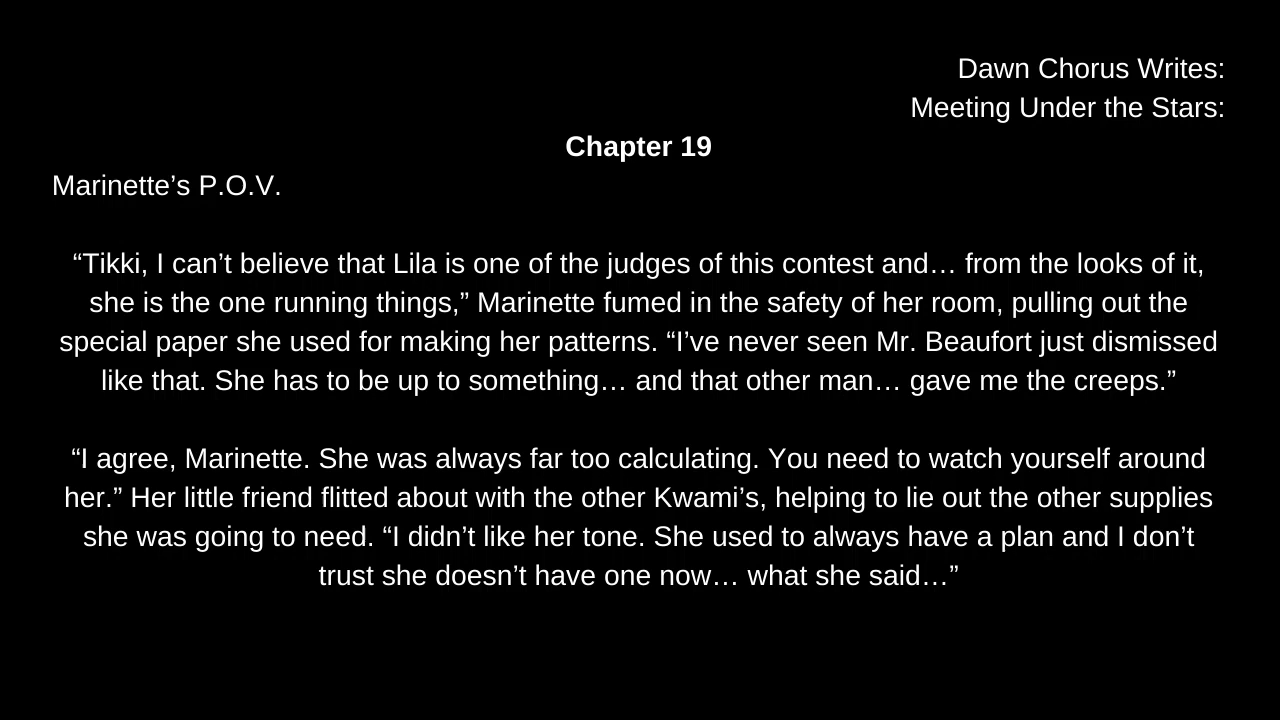 Dawn Chorus Writes:
Meeting Under the Stars:
Chapter 19
Marinette’s P.O.V.
“Tikki, I can’t believe that Lila is one of the judges of this contest and… from the looks of it,
she is the one running things,” Marinette fumed in the safety of her room, pulling out the
special paper she used for making her patterns. “I’ve never seen Mr. Beaufort just dismissed
like that. She has to be up to something… and that other man… gave me the creeps.”
“I agree, Marinette. She was always far too calculating. You need to watch yourself around
her.” Her little friend flitted about with the other Kwami’s, helping to lie out the other supplies
she was going to need. “I didn’t like her tone. She used to always have a plan and I don’t
trust she doesn’t have one now… what she said…”